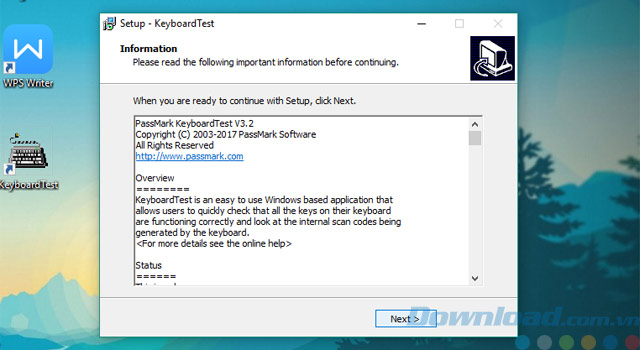 Setup - KeyboardTest
Information
Please read the following important information before continuing.
When you are ready to continue with Setup, click Next.
PassMark KeyboardTest V3.2
Copyright (C) 2003-2017 PassMark Software
All Rights Reserved
http://www.passmark.com
Overview
========
KeyboardTest is an easy to use Windows based application that
allows users to quickly check that all the keys on their keyboard
are functioning correctly and look at the internal scan codes being
generated by the keyboard.
<For more details see the online help>
Status
======
Next >
WPS Writer
KeyboardTest
Download.com.vn